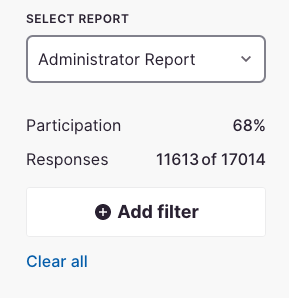 SELECT REPORT
Administrator Report
Participation 68%
Responses 11613 of 17014
Add filter
Clear all